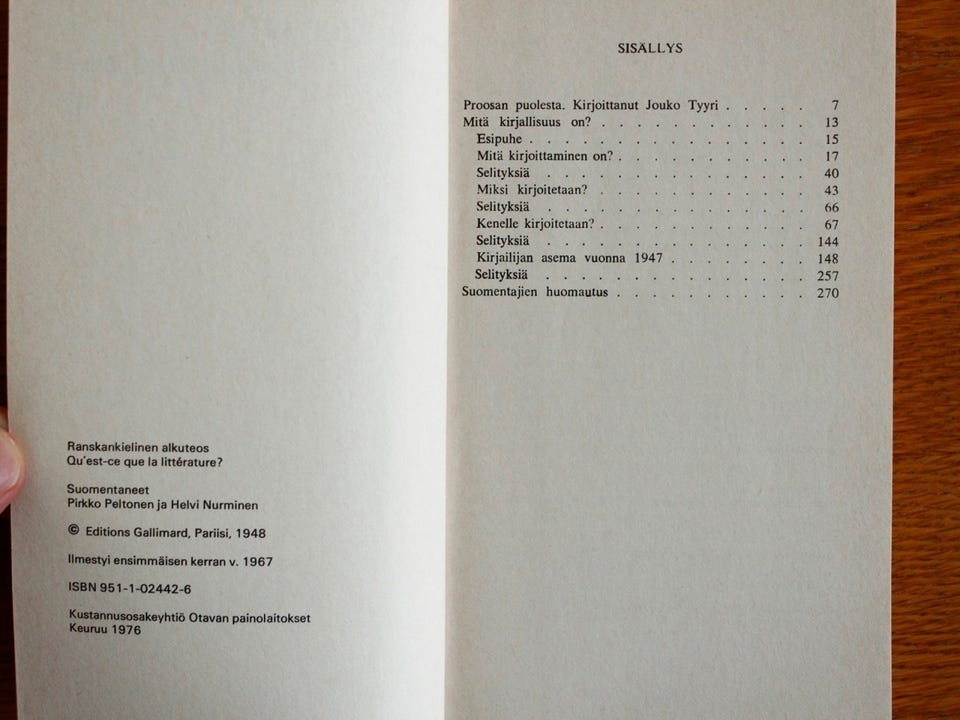 Ranskankielinen alkuteos
Qu'est-ce que la littérature?
Suomentaneet
Pirkko Peltonen ja Helvi Nurminen
© Editions Gallimard, Pariisi, 1948
Ilmestyi ensimmäisen kerran v. 1967
ISBN 951-1-02442-6
Kustannusosakeyhtiö Otavan painolaitokset
Keuruu 1976
SISÄLLYS
Proosan puolesta. Kirjoittanut Jouko Tyyri . . . . . 7
Mitä kirjallisuus on? . . . . . . . . . . . . 13
Esipuhe . . . . . . . . . . . . . . . . 15
Mitä kirjoittaminen on? . . . . . . . . . . . 17
Selityksiä . . . . . . . . . . . . . . . 40
Miksi kirjoitetaan? . . . . . . . . . . . . 43
Selityksiä . . . . . . . . . . . . . . . 66
Kenelle kirjoitetaan? . . . . . . . . . . . . 67
Selityksiä . . . . . . . . . . . . . . . 144
Kirjailijan asema vuonna 1947 . . . . . . . . 148
Selityksiä . . . . . . . . . . . . . . . 257
Suomentajien huomautus . . . . . . . . . . . 270